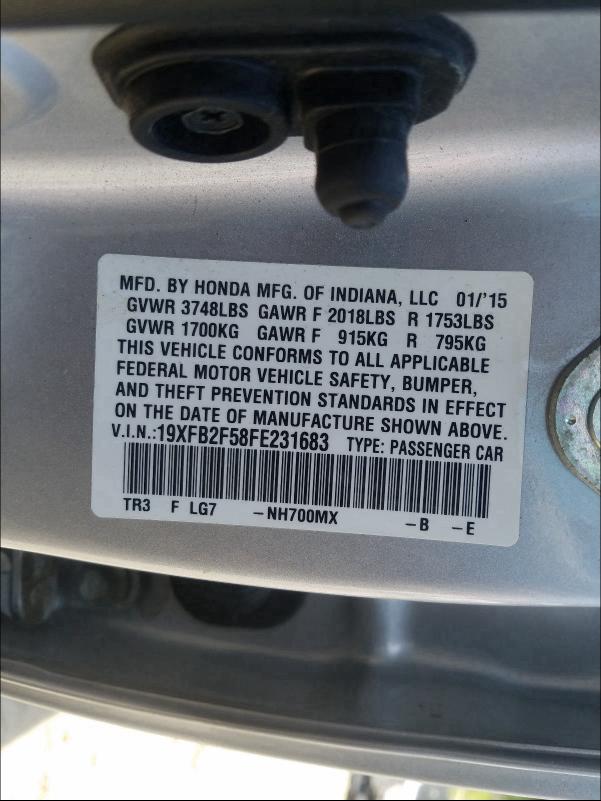 MFD. BY HONDA MFG. OF INDIANA, LLC 01/'15
GVWR 3748LBS GAWR F 2018LBS R 1753LBS
GVWR 1700KG GAWR F 915KG R 795KG
THIS VEHICLE CONFORMS TO ALL APPLICABLE
FEDERAL MOTOR VEHICLE SAFETY, BUMPER,
AND THEFT PREVENTION STANDARDS IN EFFECT
ON THE DATE OF MANUFACTURE SHOWN ABOVE.
V.I.N.:19XFB2F58FE231683 TYPE: PASSENGER CAR
TR3 F LG7 –NH700MX –B –E